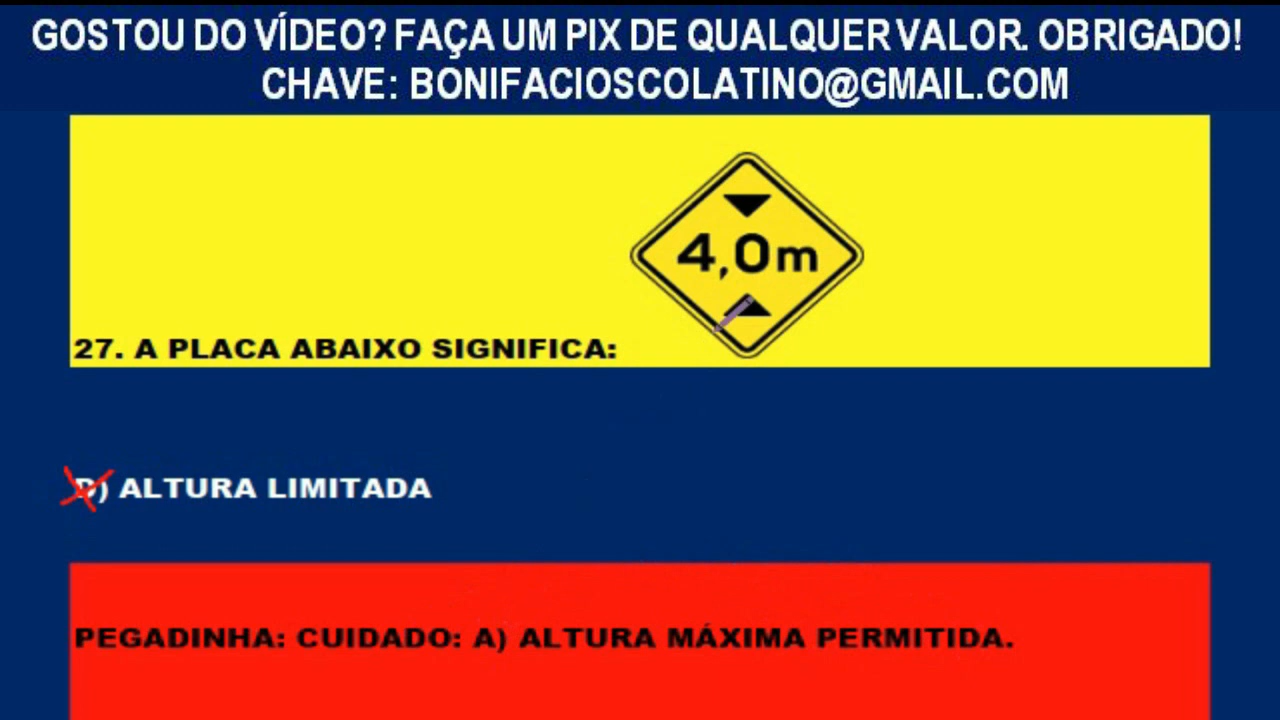 GOSTOU DO VÍDEO? FAÇA UM PIX DE QUALQUER VALOR. OBRIGADO!
CHAVE: BONIFACIOSCOLATINO@GMAIL.COM
4,0m
27. A PLACA ABAIXO SIGNIFICA:
D) ALTURA LIMITADA
PEGADINHA: CUIDADO: A) ALTURA MÁXIMA PERMITIDA.